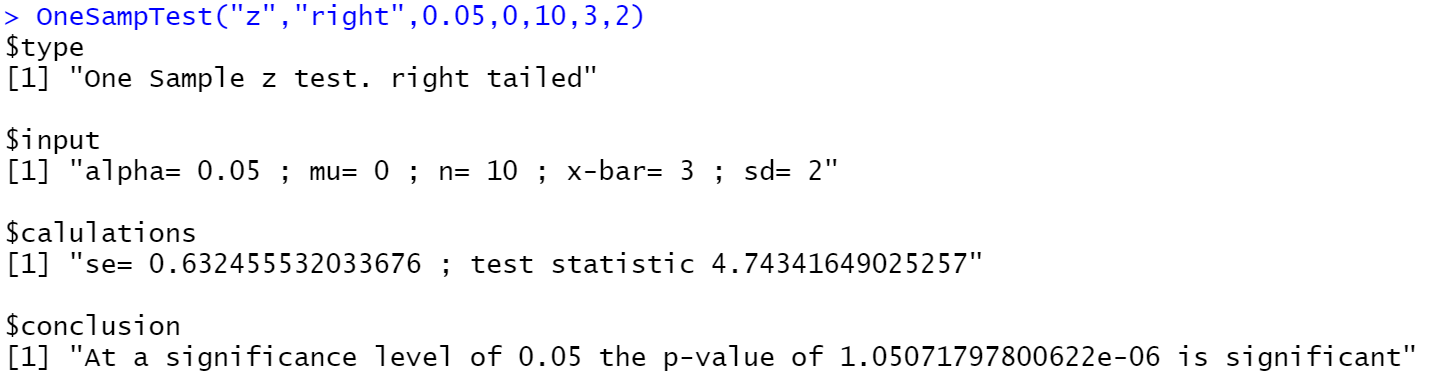 > OneSampTest("z","right",0.05,0,10,3,2)
$type
[1] "One Sample z test. right tailed"
$input
[1] "alpha= 0.05 ; mu= 0 ; n= 10 ; x-bar= 3 ; sd= 2"
$calulations
[1] "se= 0.632455532033676 ; test statistic 4.74341649025257"
$conclusion
[1] "At a significance level of 0.05 the p-value of 1.05071797800622e-06 is significant"